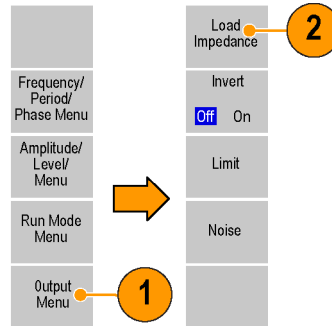 Frequency/
Period/
Phase Menu
Amplitude/
Level/
Menu
Run Mode
Menu
Output
Menu
1
Load
Impedance
2
Invert
Off On
Limit
Noise